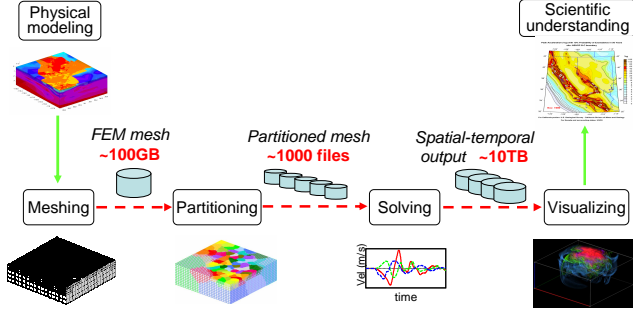 Physical
modeling
Scientific
understanding
FEM mesh
~100GB
Partitioned mesh
~1000 files
Spatial-temporal
output ~10TB
Meshing
Partitioning
Solving
Visualizing
Vel (m/s)
time